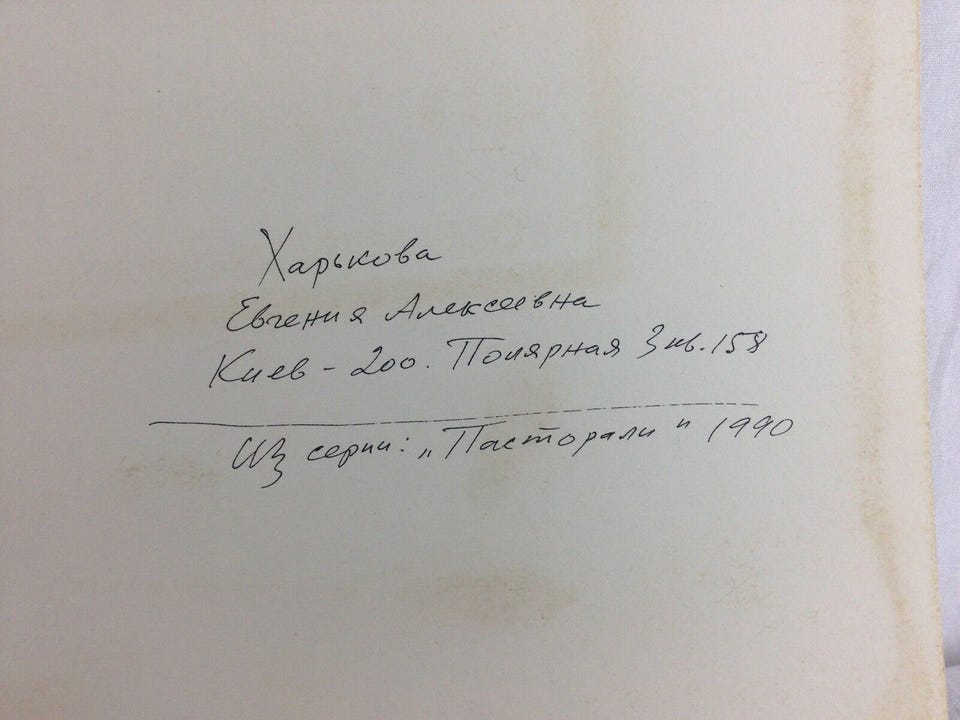 Харькова
Евгения Алексеевна
Киев - 200. Полярная 3 кв. 158
Из серии: „Пасторали" 1990